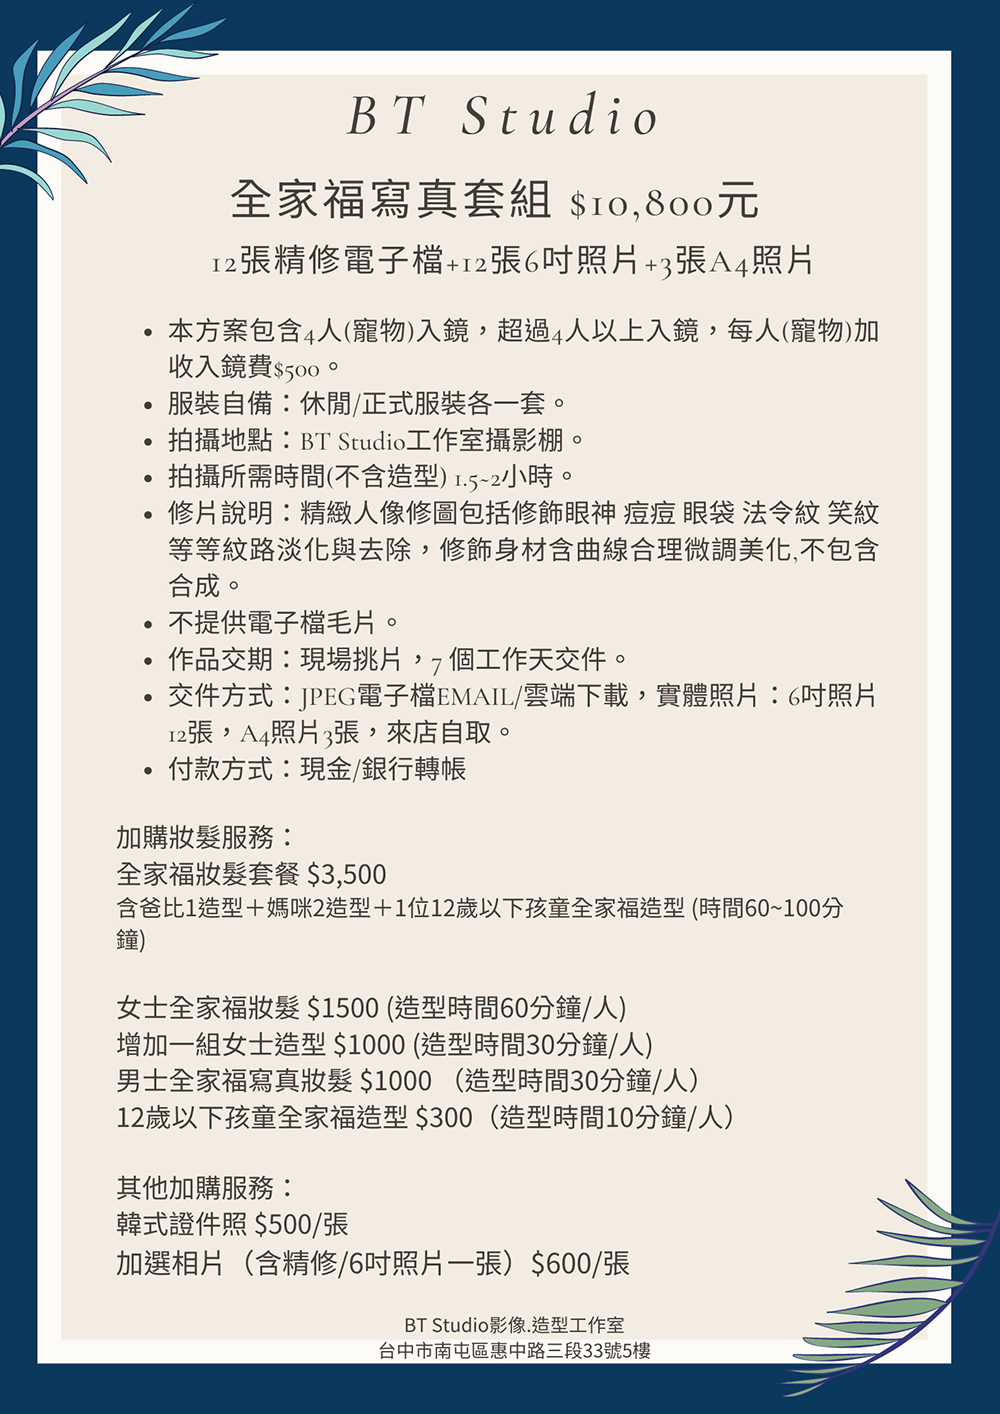 BT Studio
全家福寫真套組 $10,800元
12張精修電子檔+12張6吋照片+3張A4照片
• 本方案包含4人(寵物)入鏡，超過4人以上入鏡，每人(寵物)加
收入鏡費$500。
• 服裝自備：休閒/正式服裝各一套。
• 拍攝地點：BT Studio工作室攝影棚。
• 拍攝所需時間(不含造型) 1.5~2小時。
• 修片說明：精緻人像修圖包括修飾眼神 痘痘 眼袋 法令紋 笑紋
等等紋路淡化與去除，修飾身材含曲線合理微調美化,不包含
合成。
• 不提供電子檔毛片。
• 作品交期：現場挑片，7 個工作天交件。
• 交件方式：JPEG電子檔EMAIL/雲端下載，實體照片：6吋照片
12張，A4照片3張，來店自取。
• 付款方式：現金/銀行轉帳
加購妝髮服務：
全家福妝髮套餐 $3,500
含爸比1造型＋媽咪2造型＋1位12歲以下孩童全家福造型 (時間60~100分
鐘)
女士全家福妝髮 $1500 (造型時間60分鐘/人)
增加一組女士造型 $1000 (造型時間30分鐘/人)
男士全家福寫真妝髮 $1000 （造型時間30分鐘/人）
12歲以下孩童全家福造型 $300（造型時間10分鐘/人）
其他加購服務：
韓式證件照 $500/張
加選相片（含精修/6吋照片一張）$600/張
BT Studio影像.造型工作室
台中市南屯區惠中路三段33號5樓